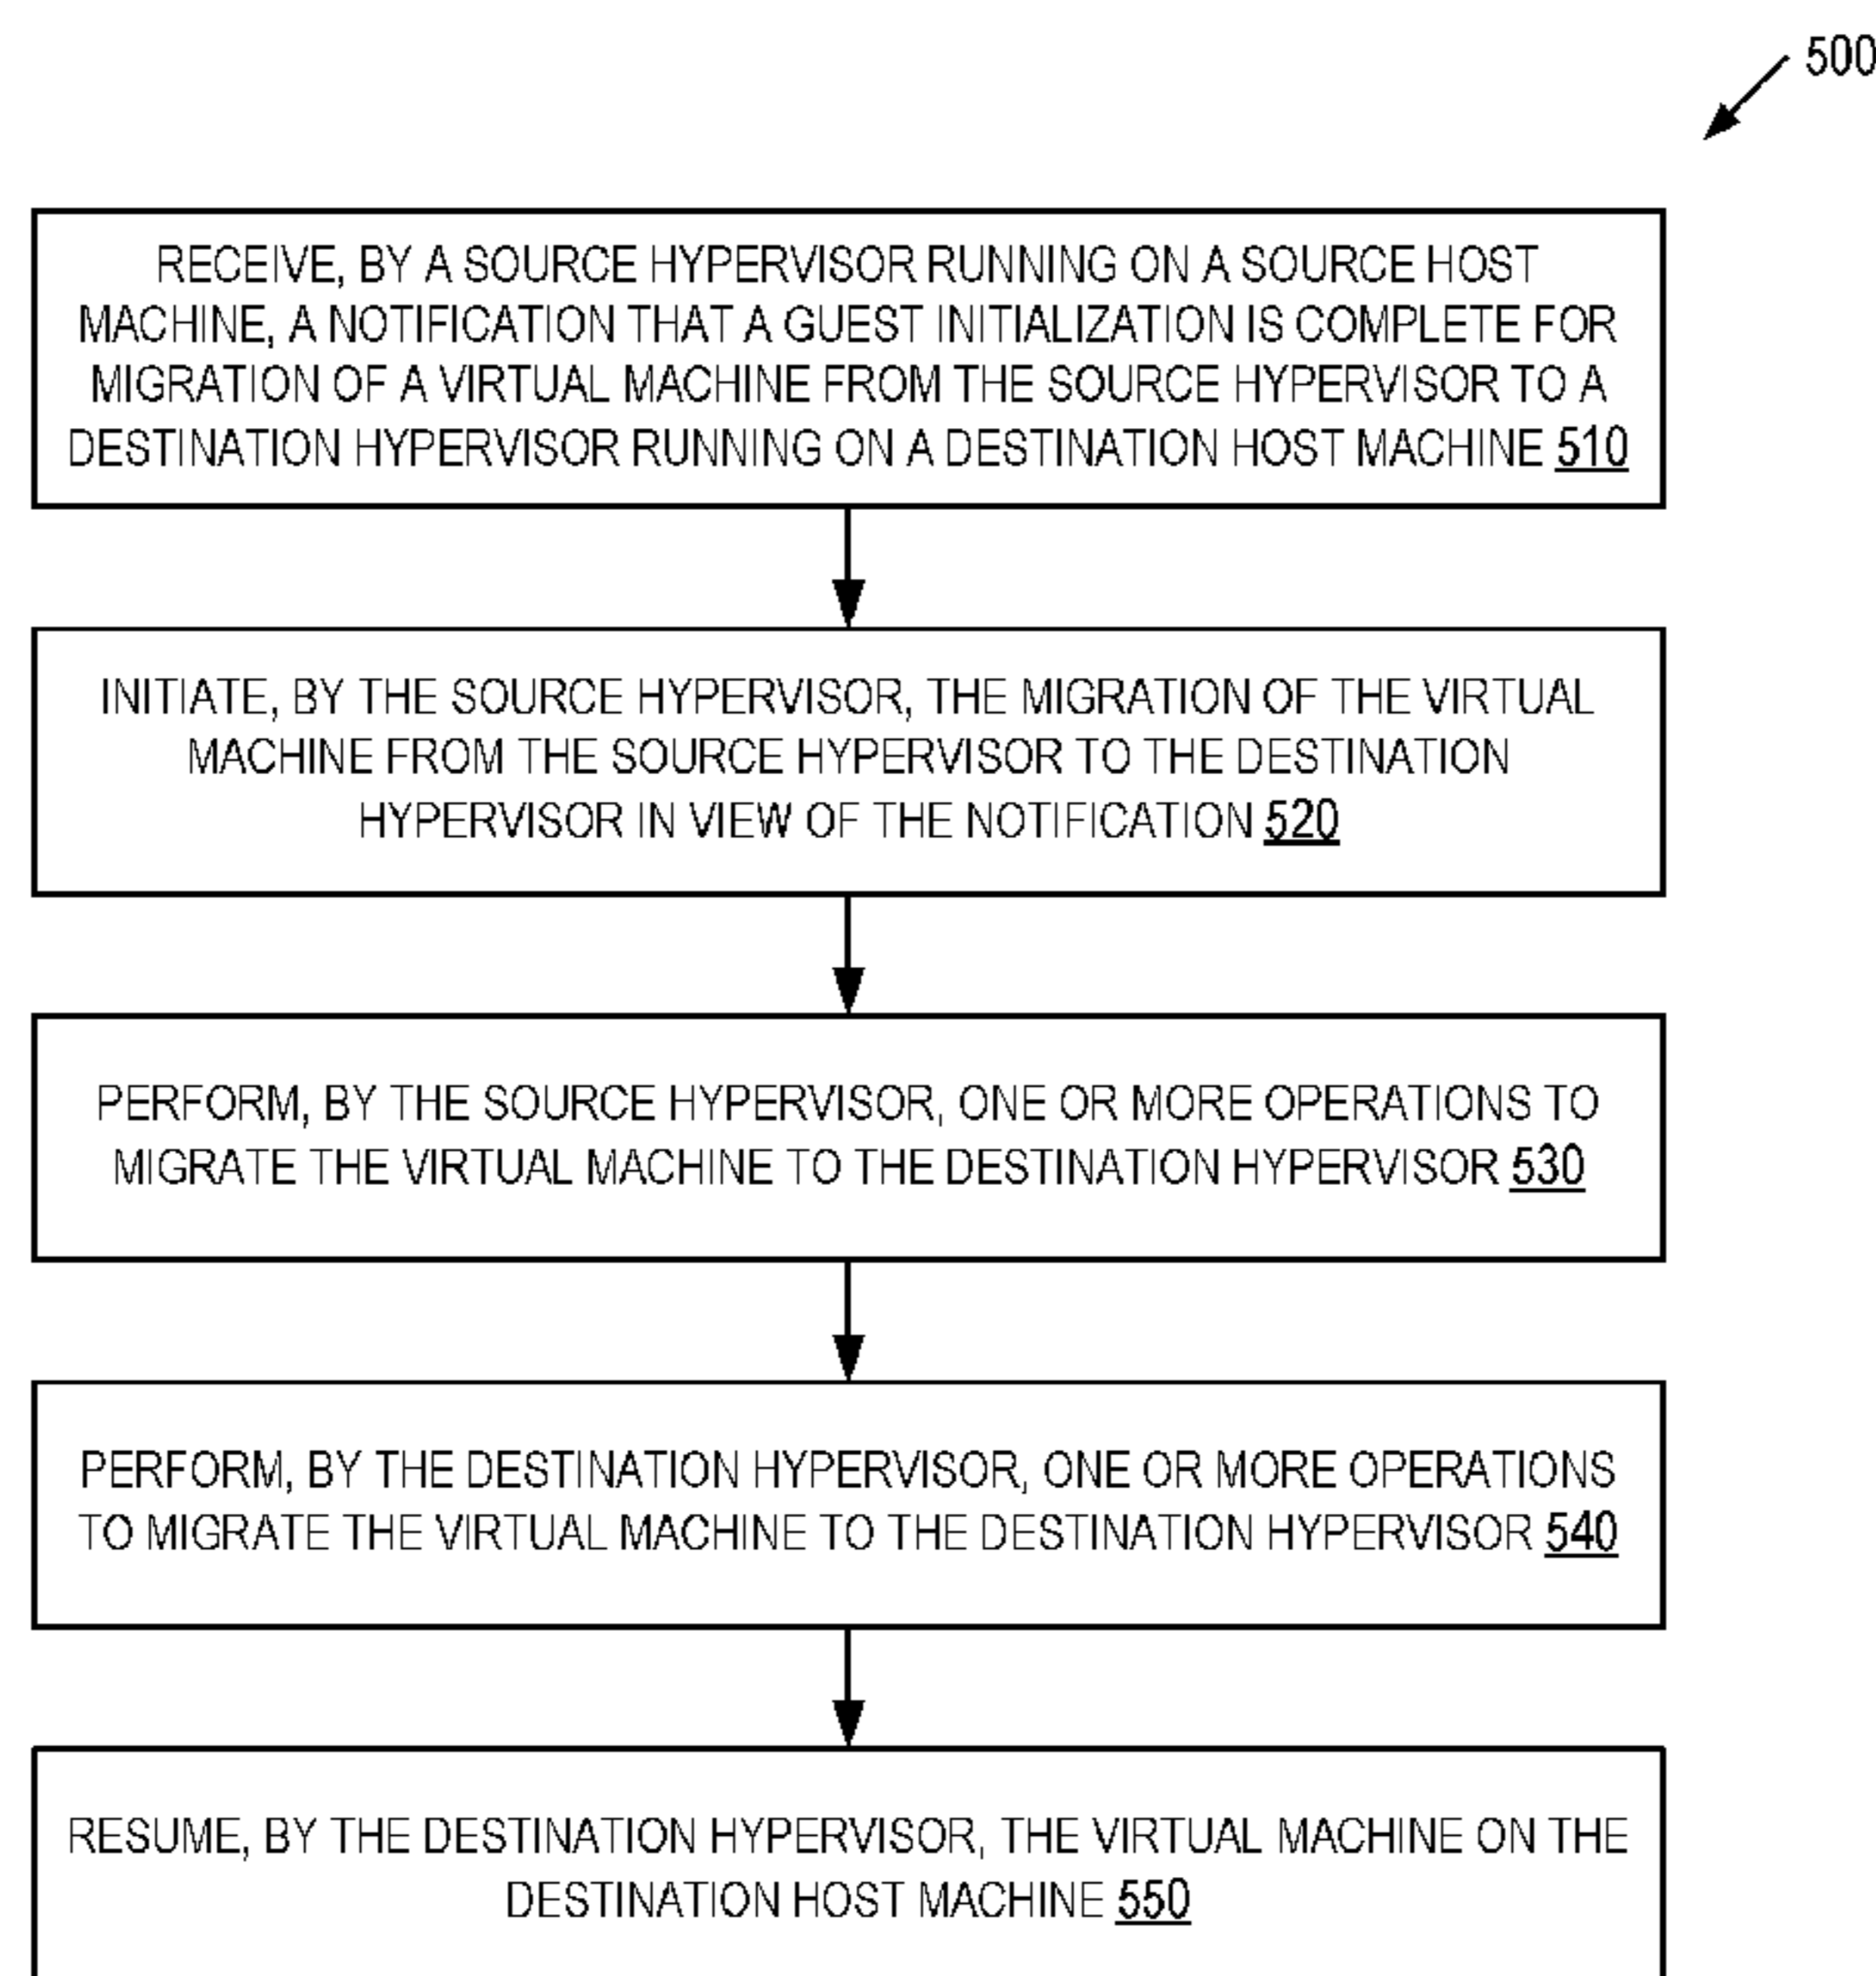 500
RECEIVE, BY A SOURCE HYPERVISOR RUNNING ON A SOURCE HOST
MACHINE, A NOTIFICATION THAT A GUEST INITIALIZATION IS COMPLETE FOR
MIGRATION OF A VIRTUAL MACHINE FROM THE SOURCE HYPERVISOR TO A
DESTINATION HYPERVISOR RUNNING ON A DESTINATION HOST MACHINE 510
INITIATE, BY THE SOURCE HYPERVISOR, THE MIGRATION OF THE VIRTUAL
MACHINE FROM THE SOURCE HYPERVISOR TO THE DESTINATION
HYPERVISOR IN VIEW OF THE NOTIFICATION 520
PERFORM, BY THE SOURCE HYPERVISOR, ONE OR MORE OPERATIONS TO
MIGRATE THE VIRTUAL MACHINE TO THE DESTINATION HYPERVISOR 530
PERFORM, BY THE DESTINATION HYPERVISOR, ONE OR MORE OPERATIONS
TO MIGRATE THE VIRTUAL MACHINE TO THE DESTINATION HYPERVISOR 540
RESUME, BY THE DESTINATION HYPERVISOR, THE VIRTUAL MACHINE ON THE
DESTINATION HOST MACHINE 550